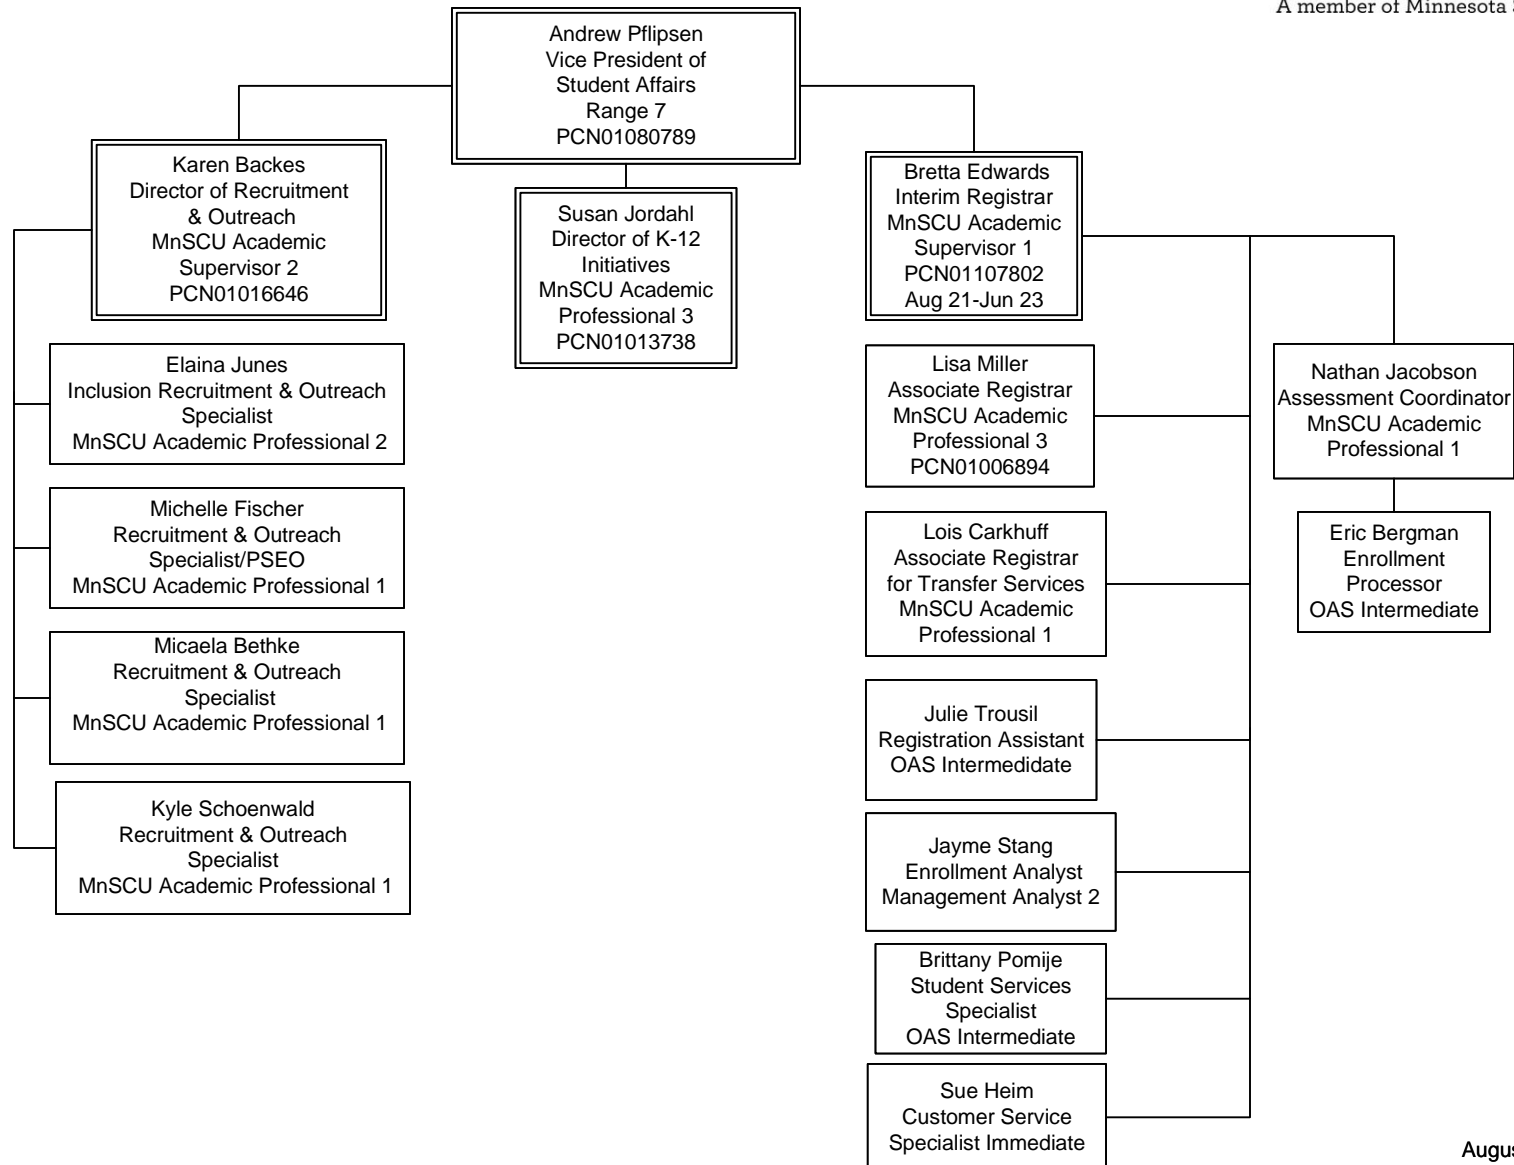 A member of Minnesota
Andrew Pflipsen
Vice President of
Student Affairs
Range 7
PCN01080789
Karen Backes
Director of Recruitment
& Outreach
MnSCU Academic
Supervisor 2
PCN01016646
Susan Jordahl
Director of K-12
Initiatives
MnSCU Academic
Professional 3
PCN01013738
Bretta Edwards
Interim Registrar
MnSCU Academic
Supervisor 1
PCN01107802
Aug 21-Jun 23
Elaina Junes
Inclusion Recruitment & Outreach
Specialist
MnSCU Academic Professional 2
Michelle Fischer
Recruitment & Outreach
Specialist/PSEO
MnSCU Academic Professional 1
Micaela Bethke
Recruitment & Outreach
Specialist
MnSCU Academic Professional 1
Kyle Schoenwald
Recruitment & Outreach
Specialist
MnSCU Academic Professional 1
Lisa Miller
Associate Registrar
MnSCU Academic
Professional 3
PCN01006894
Lois Carkhuff
Associate Registrar
for Transfer Services
MnSCU Academic
Professional 1
Julie Trousil
Registration Assistant
OAS Intermedidate
Jayme Stang
Enrollment Analyst
Management Analyst 2
Brittany Pomije
Student Services
Specialist
OAS Intermediate
Sue Heim
Customer Service
Specialist Immediate
Nathan Jacobson
Assessment Coordinator
MnSCU Academic
Professional 1
Eric Bergman
Enrollment
Processor
OAS Intermediate
Augus